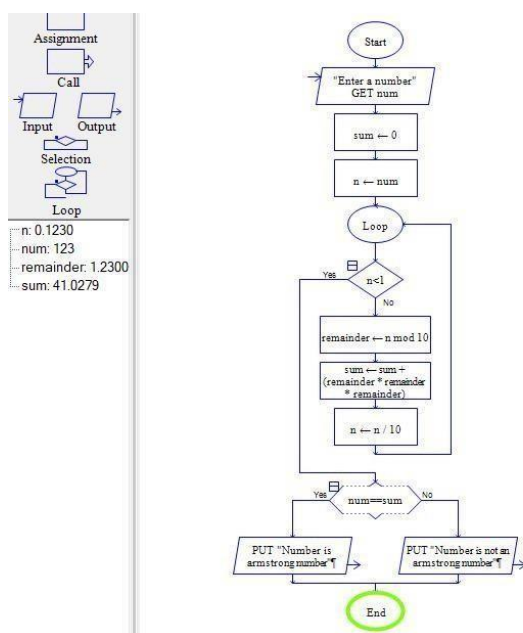 Assignment
Call
Input Output
Selection
Loop
n: 0.1230
num: 123
remainder: 1.2300
sum: 41.0279
Start
"Enter a number"
GET num
sum ← 0
n ← num
Loop
Yes
n<1
No
remainder ← n mod 10
sum ← sum +
(remainder * remainder
* remainder)
n ← n / 10
Yes
num==sum
No
PUT "Number is
armstrong number"¶
PUT "Number is not an
armstrong number"¶
End